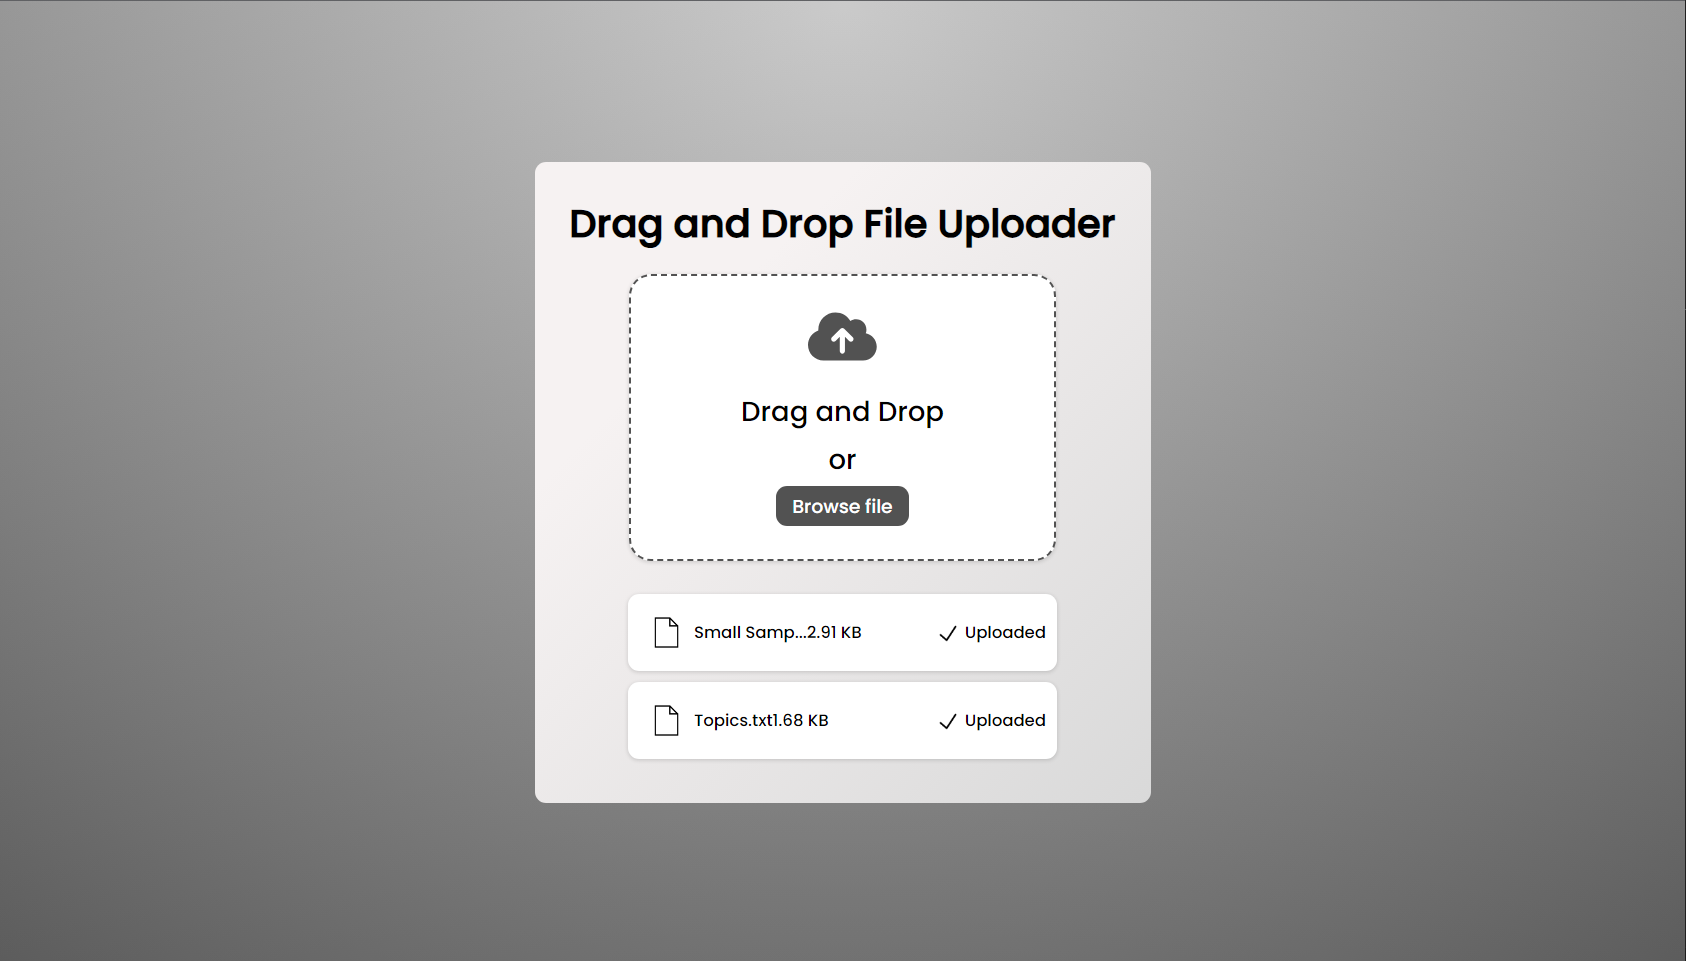 Drag and Drop File Uploader
Drag and Drop
or
Browse file
Small Samp...2.91 KB
Uploaded
Topics.txt1.68 KB
Uploaded